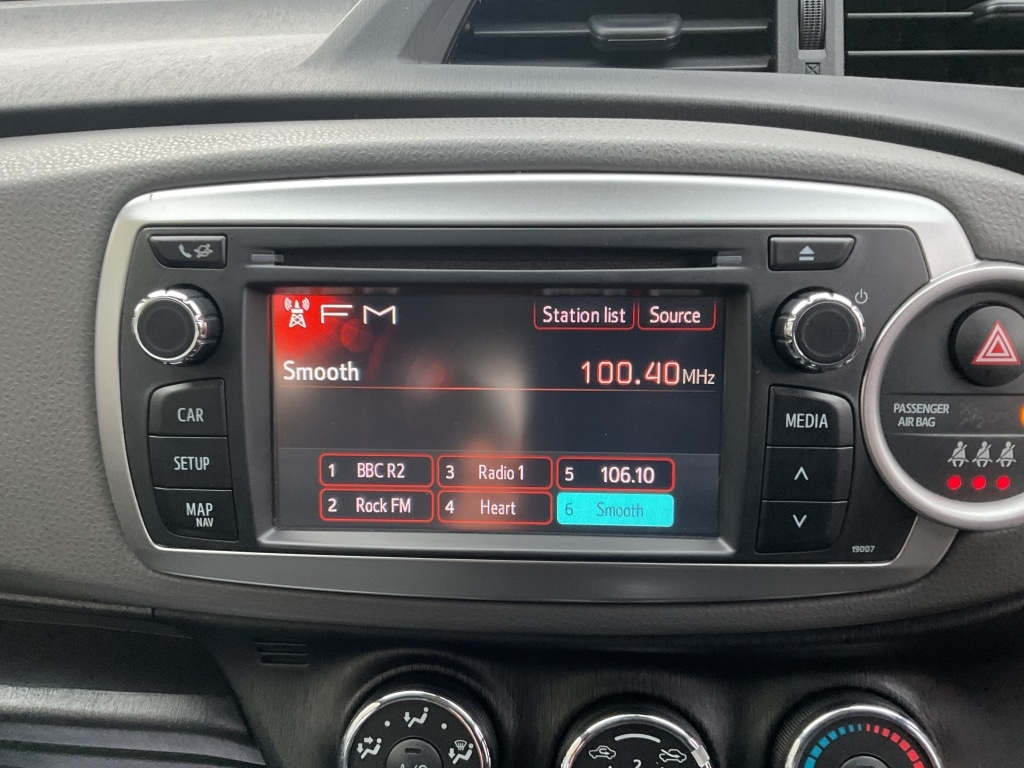 FM
Station list
Source
Smooth
100.40MHz
1 BBC R2
3 Radio 1
5 106.10
2 Rock FM
4 Heart
6 Smooth
CAR
SETUP
MAP
NAV
MEDIA
19007
PASSENGER
AIR BAG
A/C
2